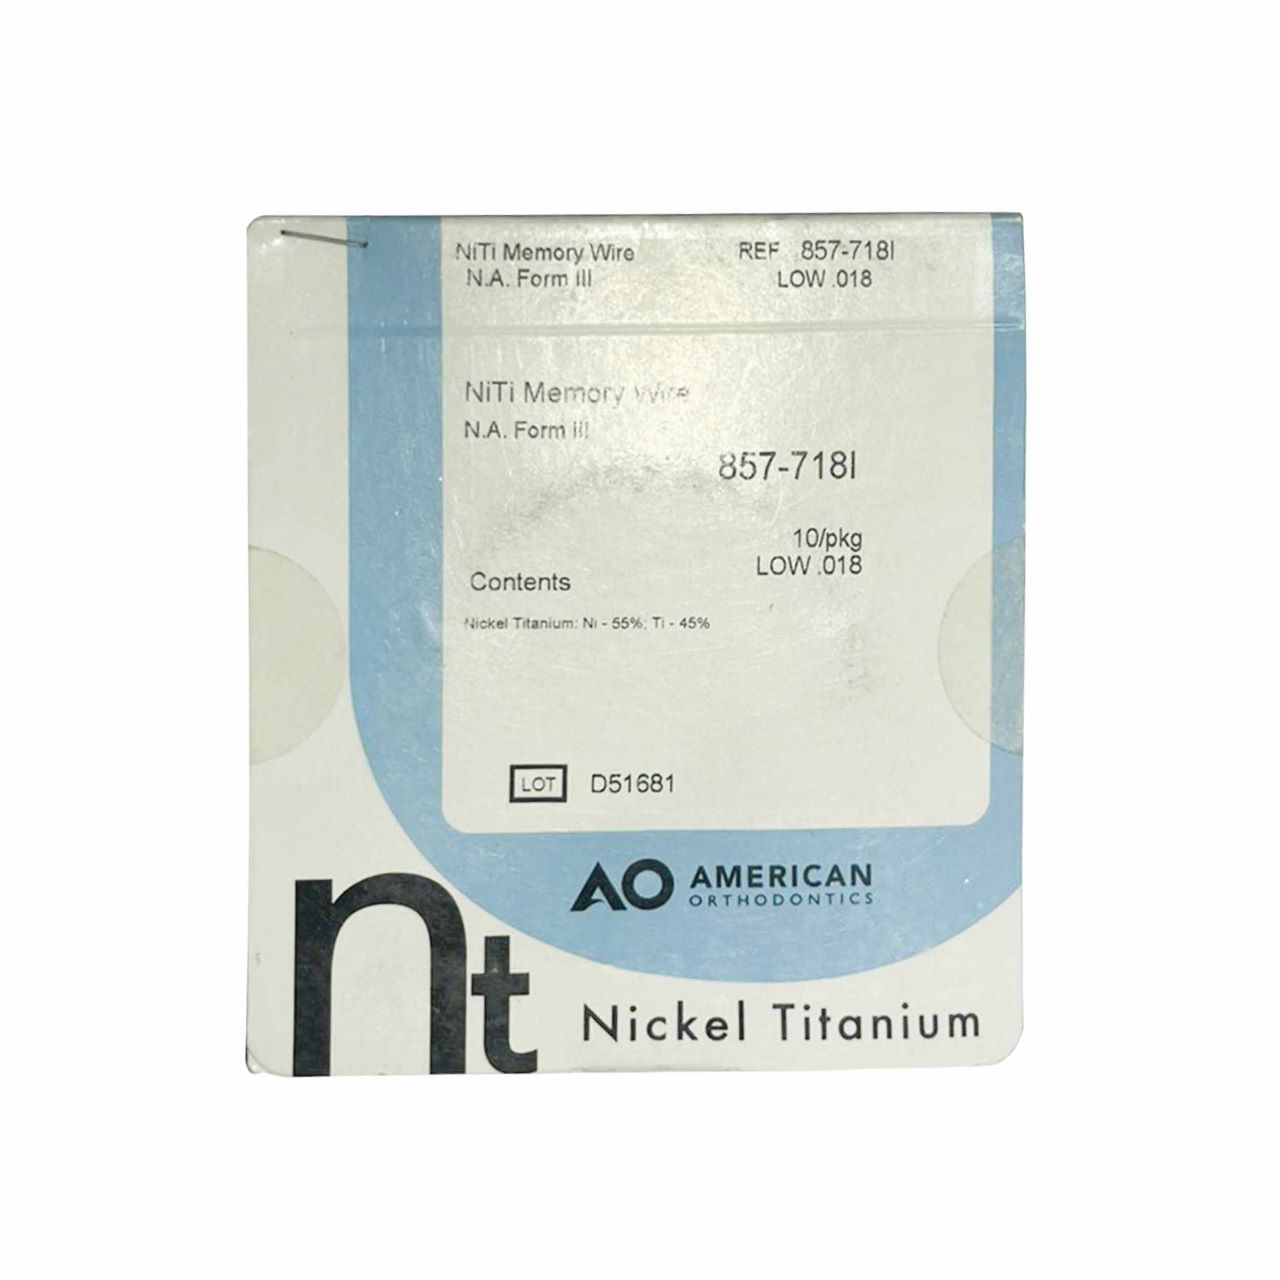 NiTi Memory Wire REF 857-718I
N.A. Form III LOW .018
NiTi Memory Wire
N.A. Form III
857-718I
10/pkg
LOW .018
Contents
Nickel Titanium: Ni - 55%; Ti - 45%
LOT D51681
AO AMERICAN
ORTHODONTICS
nt
Nickel Titanium